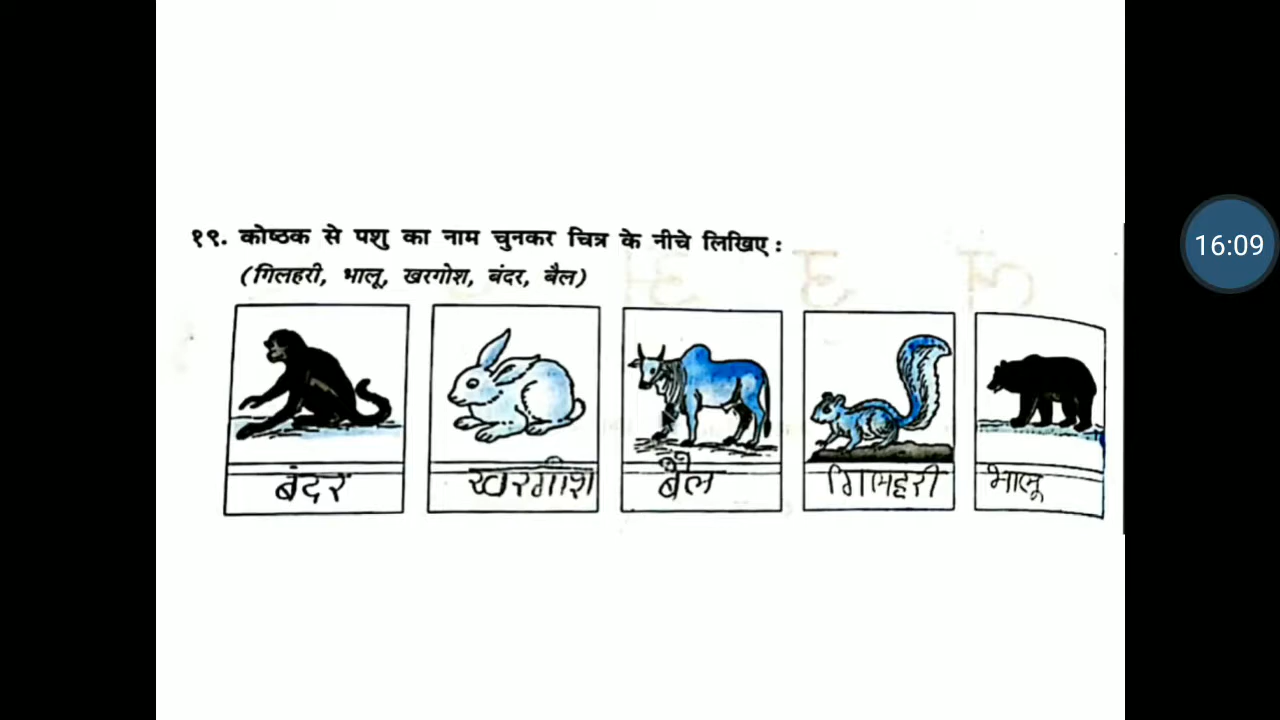 १९. कोष्ठक से पशु का नाम चुनकर चित्र के नीचे लिखिए :
(गिलहरी, भालू, खरगोश, बंदर, बैल)
बंदर खरगोश बैल गिलहरी भालू
16:09